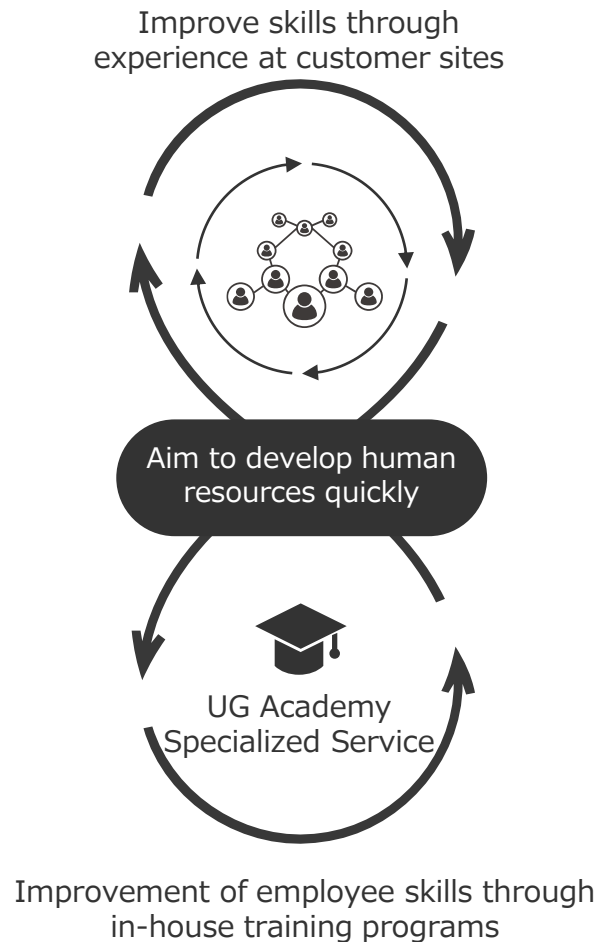 Improve skills through
experience at customer sites
Aim to develop human
resources quickly
UG Academy
Specialized Service
Improvement of employee skills through
in-house training programs